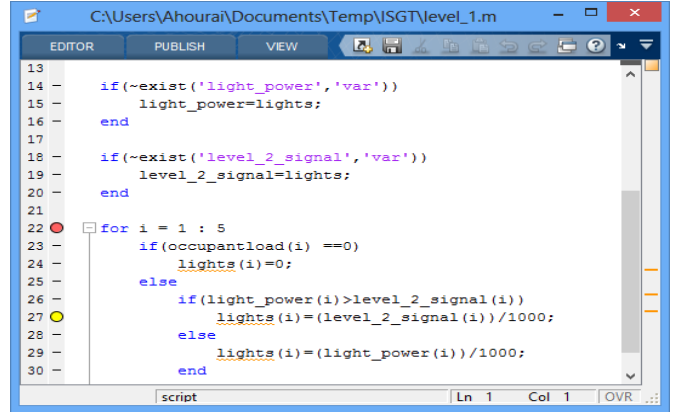 C:\Users\Ahourai\Documents\Temp\ISGT\level_1.m
EDITOR PUBLISH VIEW
13
14 - if(~exist('light_power','var'))
15 - light_power=lights;
16 - end
17
18 - if(~exist('level_2_signal','var'))
19 - level_2_signal=lights;
20 - end
21
22 for i = 1 : 5
23 - if(occupantload(i) ==0)
24 - lights(i)=0;
25 - else
26 - if(light_power(i)>level_2_signal(i))
27 lights(i)=(level_2_signal(i))/1000;
28 - else
29 - lights(i)=(light_power(i))/1000;
30 - end
script Ln 1 Col 1 OVR